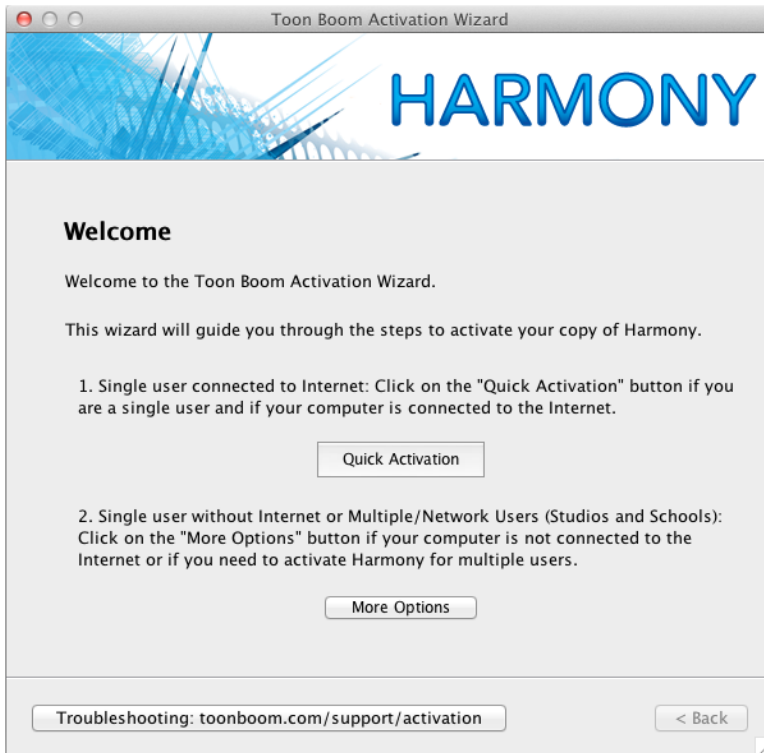 Toon Boom Activation Wizard
HARMONY
Welcome
Welcome to the Toon Boom Activation Wizard.
This wizard will guide you through the steps to activate your copy of Harmony.
1. Single user connected to Internet: Click on the "Quick Activation" button if you
are a single user and if your computer is connected to the Internet.
Quick Activation
2. Single user without Internet or Multiple/Network Users (Studios and Schools):
Click on the "More Options" button if your computer is not connected to the
Internet or if you need to activate Harmony for multiple users.
More Options
Troubleshooting: toonboom.com/support/activation
< Back